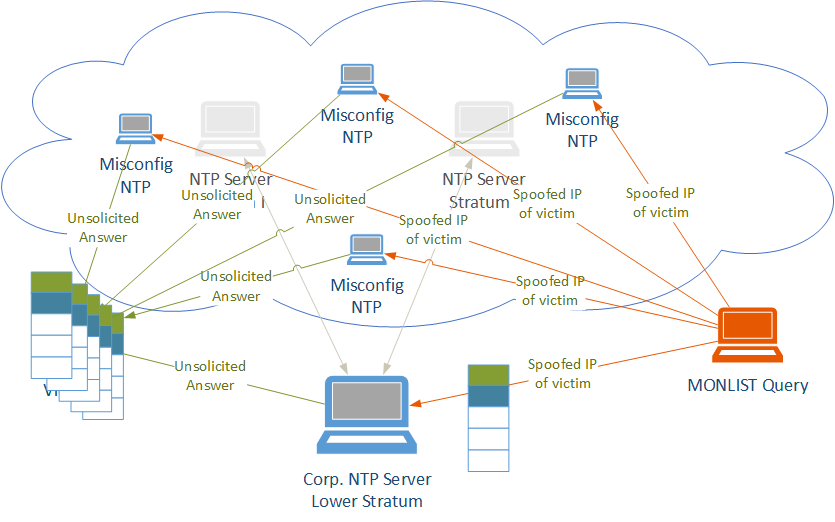 Misconfig
NTP
Misconfig
NTP
Misconfig
NTP
NTP Server
NTP Server
Stratum I
Unsolicited
Answer
Unsolicited
Answer
Unsolicited
Answer
Spoofed IP
of victim
Spoofed IP
of victim
Spoofed IP
of victim
Unsolicited
Answer
Misconfig
NTP
Spoofed IP
of victim
Unsolicited
Answer
Spoofed IP
of victim
MONLIST Query
Corp. NTP Server
Lower Stratum